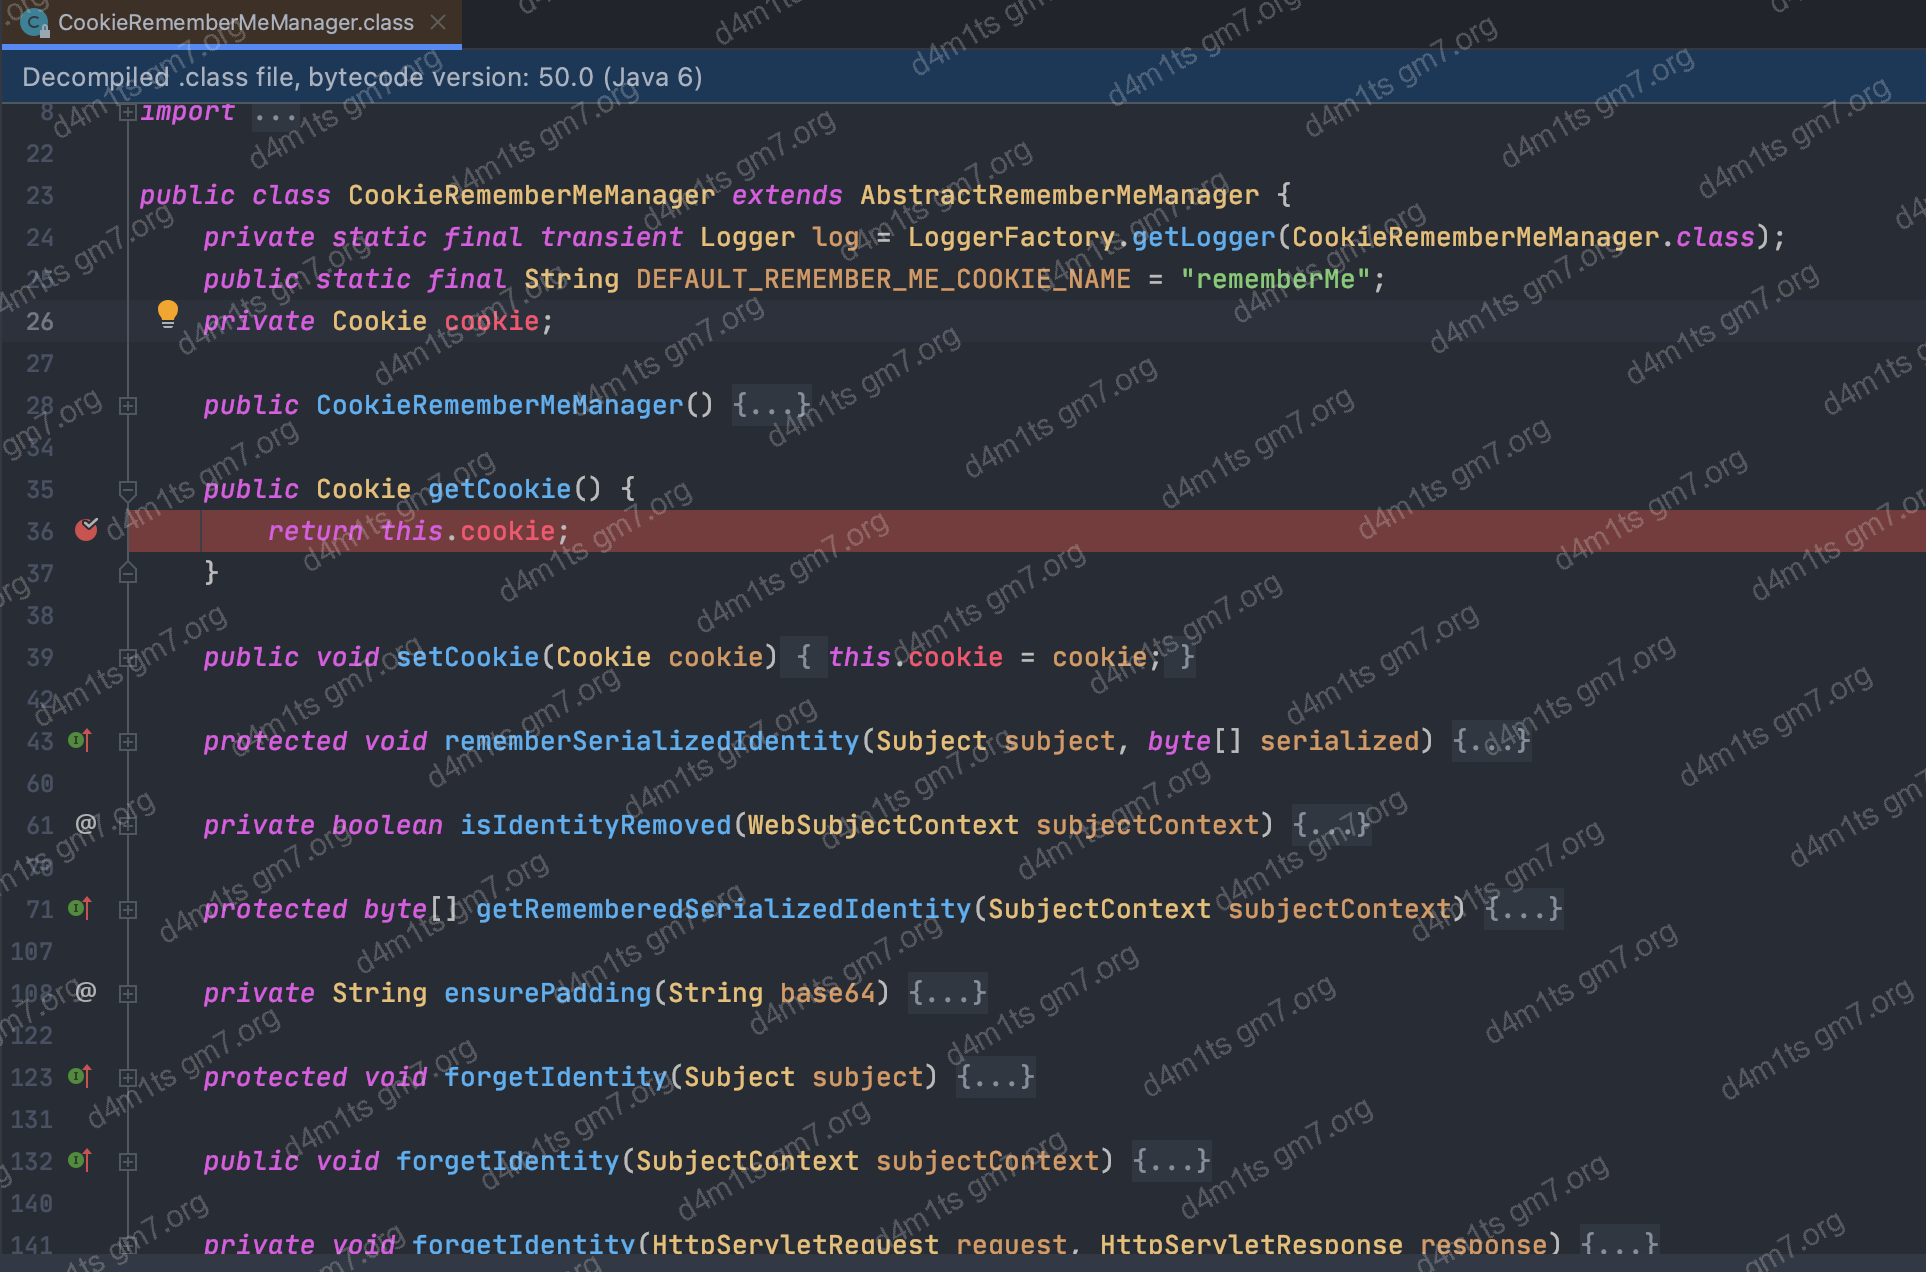 CookieRememberMeManager.class
Decompiled .class file, bytecode version: 50.0 (Java 6)
8 import ...
22
23 public class CookieRememberMeManager extends AbstractRememberMeManager {
24 private static final transient Logger log = LoggerFactory.getLogger(CookieRememberMeManager.class);
25 public static final String DEFAULT_REMEMBER_ME_COOKIE_NAME = "rememberMe";
26 private Cookie cookie;
27
28 public CookieRememberMeManager() {...}
34
35 public Cookie getCookie() {
36 return this.cookie;
37 }
38
39 public void setCookie(Cookie cookie) { this.cookie = cookie; }
42
43 protected void rememberSerializedIdentity(Subject subject, byte[] serialized) {...}
60
61 @ private boolean isIdentityRemoved(WebSubjectContext subjectContext) {...}
70
71 protected byte[] getRememberedSerializedIdentity(SubjectContext subjectContext) {...}
107
108 @ private String ensurePadding(String base64) {...}
122
123 protected void forgetIdentity(Subject subject) {...}
131
132 public void forgetIdentity(SubjectContext subjectContext) {...}
140
141 private void forgetIdentity(HttpServletRequest request, HttpServletResponse response) {...}
d4m1ts gm7.org